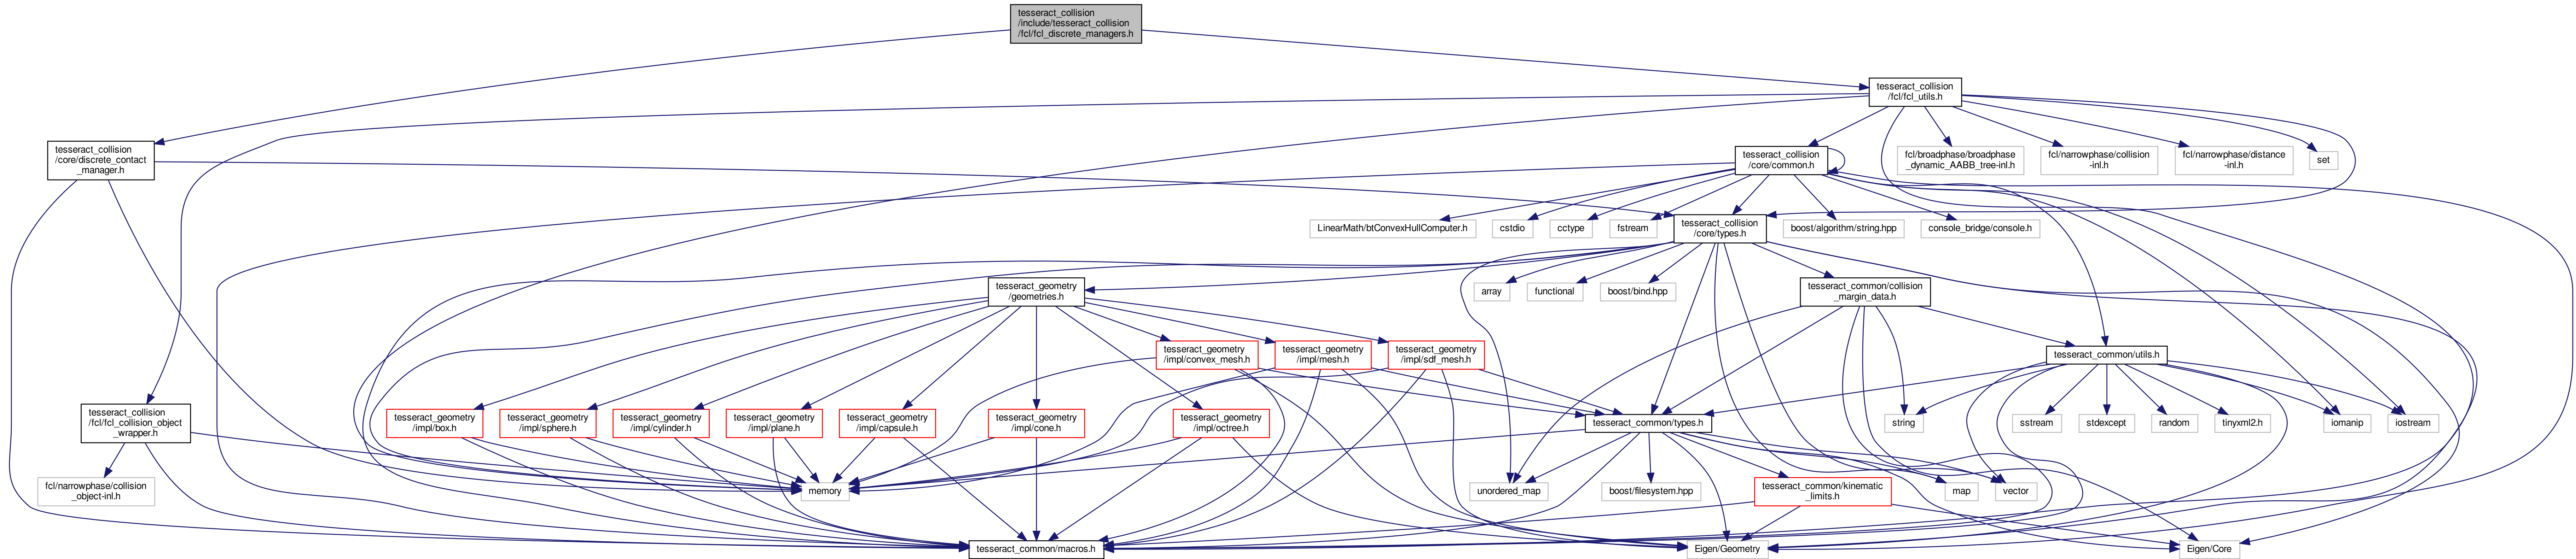 tesseract_collision
/include/tesseract_collision
/fcl/fcl_discrete_managers.h
tesseract_collision
/fcl/fcl_utils.h
tesseract_collision
/core/discrete_contact
_manager.h
tesseract_collision
/core/common.h
fcl/broadphase/broadphase
_dynamic_AABB_tree-inl.h
fcl/narrowphase/collision
-inl.h
fcl/narrowphase/distance
-inl.h
set
LinearMath/btConvexHullComputer.h
cstdio
cctype
fstream
tesseract_collision
/core/types.h
boost/algorithm/string.hpp
console_bridge/console.h
tesseract_geometry
/geometries.h
array
functional
boost/bind.hpp
tesseract_common/collision
_margin_data.h
tesseract_geometry
/impl/convex_mesh.h
tesseract_geometry
/impl/mesh.h
tesseract_geometry
/impl/sdf_mesh.h
tesseract_common/utils.h
tesseract_collision
/fcl/fcl_collision_object
_wrapper.h
tesseract_geometry
/impl/box.h
tesseract_geometry
/impl/sphere.h
tesseract_geometry
/impl/cylinder.h
tesseract_geometry
/impl/plane.h
tesseract_geometry
/impl/capsule.h
tesseract_geometry
/impl/cone.h
tesseract_geometry
/impl/octree.h
tesseract_common/types.h
string
sstream
stdexcept
random
tinyxml2.h
iomanip
iostream
fcl/narrowphase/collision
_object-inl.h
memory
unordered_map
boost/filesystem.hpp
tesseract_common/kinematic
_limits.h
map
vector
tesseract_common/macros.h
Eigen/Geometry
Eigen/Core